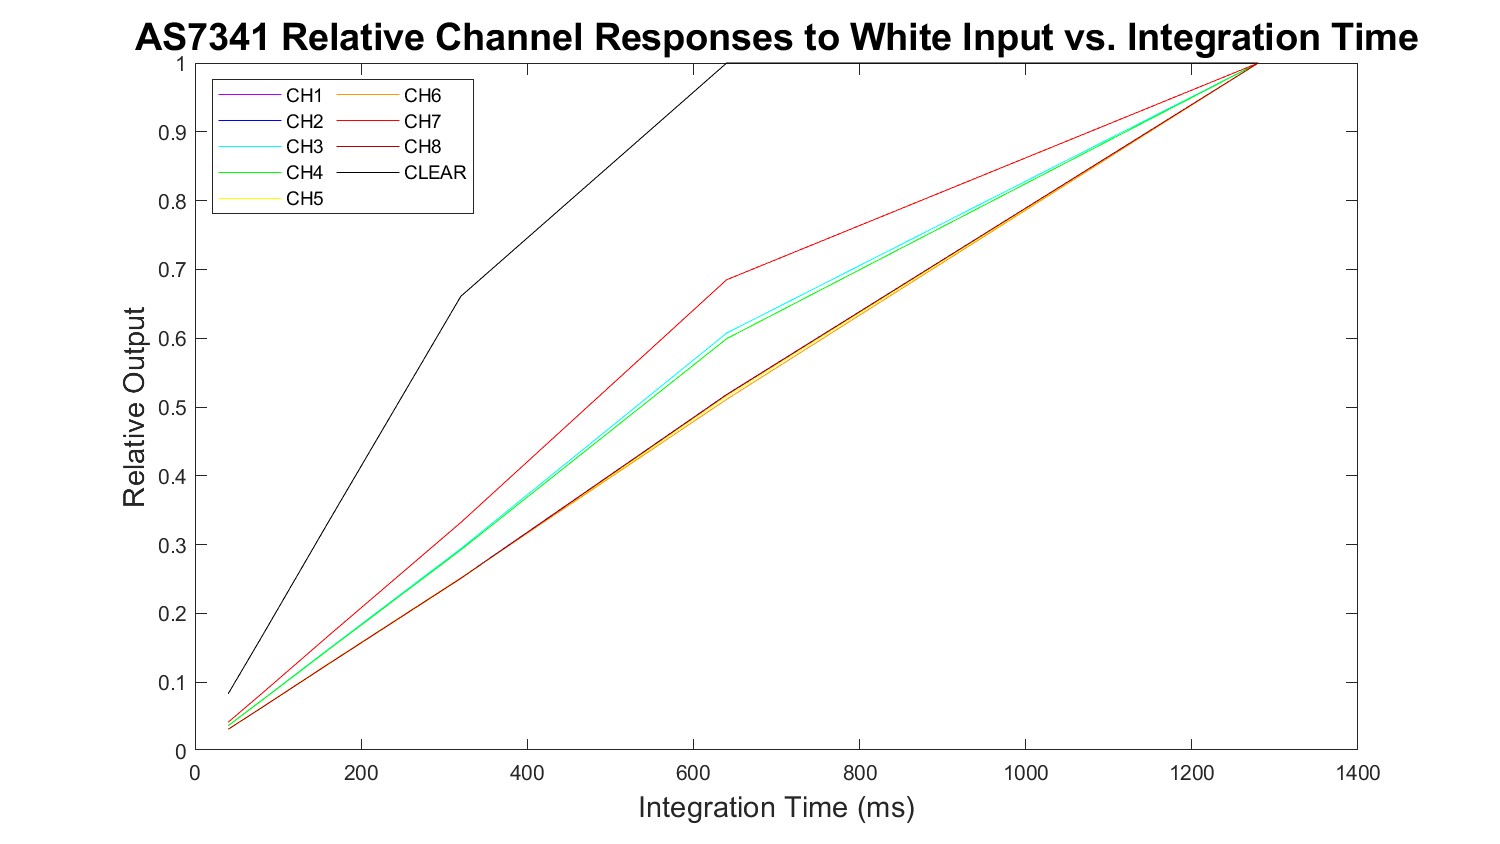 AS7341 Relative Channel Responses to White Input vs. Integration Time
1
0.9
0.8
0.7
0.6
0.5
0.4
0.3
0.2
0.1
0
Relative Output
CH1 CH6
CH2 CH7
CH3 CH8
CH4 CLEAR
CH5
0 200 400 600 800 1000 1200 1400
Integration Time (ms)